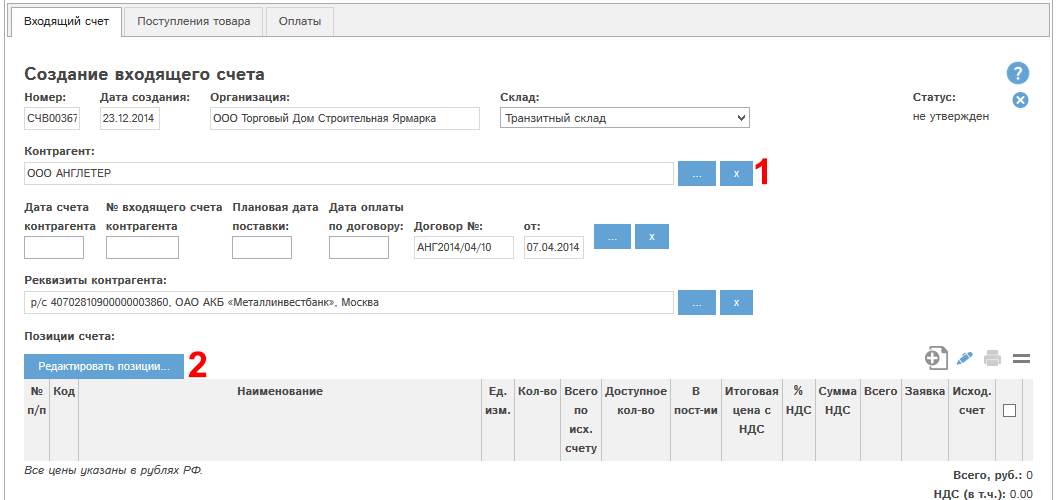 Входящий счет Поступления товара Оплаты
Создание входящего счета ?
Номер: Дата создания: Организация: Склад: Статус:
СЧВ00367 23.12.2014 ООО Торговый Дом Строительная Ярмарка Транзитный склад не утвержден
Контрагент:
ООО АНГЛЕТЕР ... x 1
Дата счета № входящего счета Плановая дата Дата оплаты
контрагента контрагента поставки: по договору: Договор №: от:
АНГ2014/04/10 07.04.2014 ... x
Реквизиты контрагента:
р/с 40702810900000003860, ОАО АКБ «Металлинвестбанк», Москва ... x
Позиции счета:
Редактировать позиции... 2
№ Код Наименование Ед. Кол-во Всего Доступное В Итоговая % Сумма Всего Заявка Исход.
п/п изм. по кол-во пост-ии цена с НДС НДС счет
исх. НДС
счету
Все цены указаны в рублях РФ.
Всего, руб.: 0
НДС (в т.ч.): 0.00